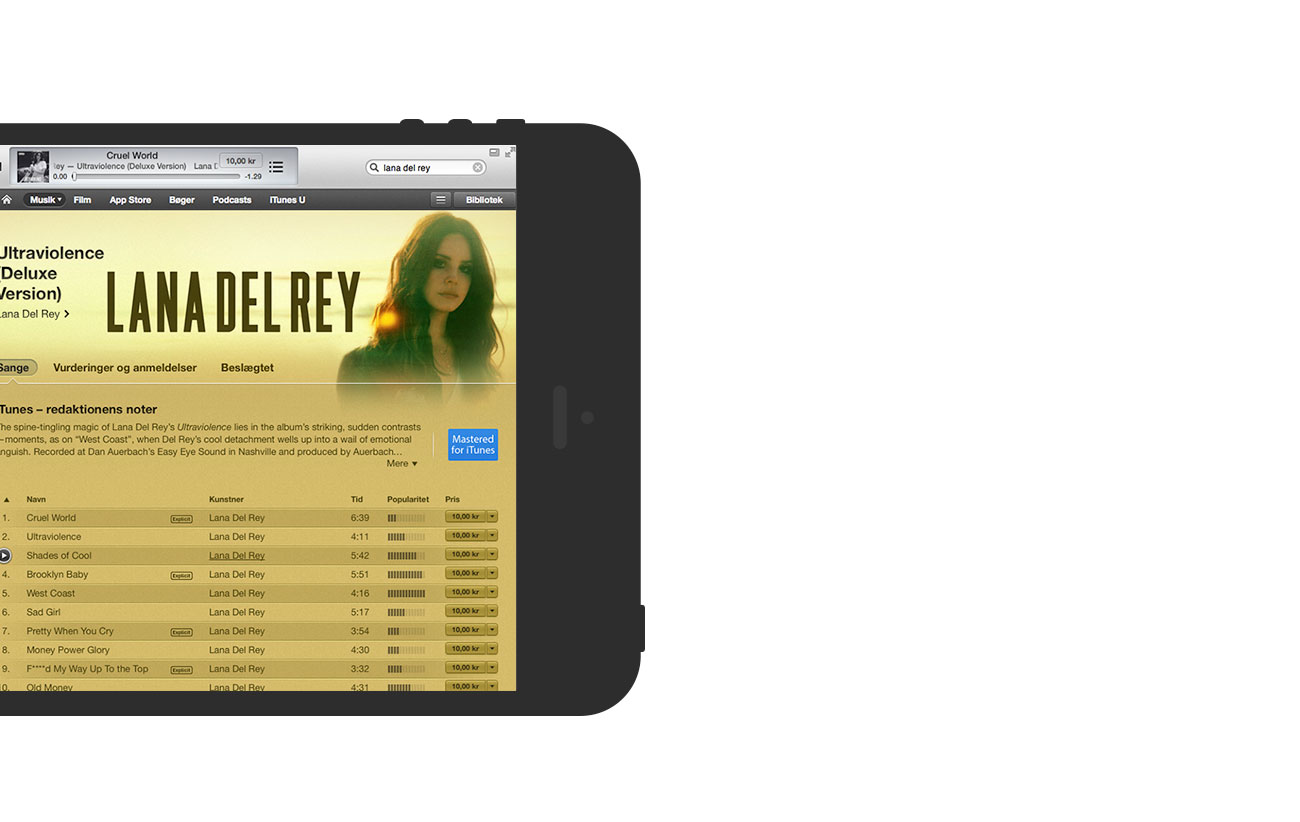 Cruel World
ley — Ultraviolence (Deluxe Version) Lana D
10,00 kr
0.00
-1.29
lana del rey
Musik
Film
App Store
Bøger
Podcasts
iTunes U
Bibliotek
Ultraviolence
(Deluxe
Version)
Lana Del Rey
LANA DEL REY
Sange
Vurderinger og anmeldelser
Beslægtet
iTunes – redaktionens noter
The spine-tingling magic of Lana Del Rey's Ultraviolence lies in the album's striking, sudden contrasts
–moments, as on “West Coast”, when Del Rey's cool detachment wells up into a wail of emotional
anguish. Recorded at Dan Auerbach's Easy Eye Sound in Nashville and produced by Auerbach…
Mere
Mastered
for iTunes
Navn Kunstner Tid Popularitet Pris
1. Cruel World Explicit Lana Del Rey 6:39 10,00 kr
2. Ultraviolence Lana Del Rey 4:11 10,00 kr
Shades of Cool Lana Del Rey 5:42 10,00 kr
4. Brooklyn Baby Explicit Lana Del Rey 5:51 10,00 kr
5. West Coast Lana Del Rey 4:16 10,00 kr
6. Sad Girl Lana Del Rey 5:17 10,00 kr
7. Pretty When You Cry Explicit Lana Del Rey 3:54 10,00 kr
8. Money Power Glory Lana Del Rey 4:30 10,00 kr
9. F****d My Way Up To the Top Explicit Lana Del Rey 3:32 10,00 kr
0. Old Money Lana Del Rey 4:31 10,00 kr